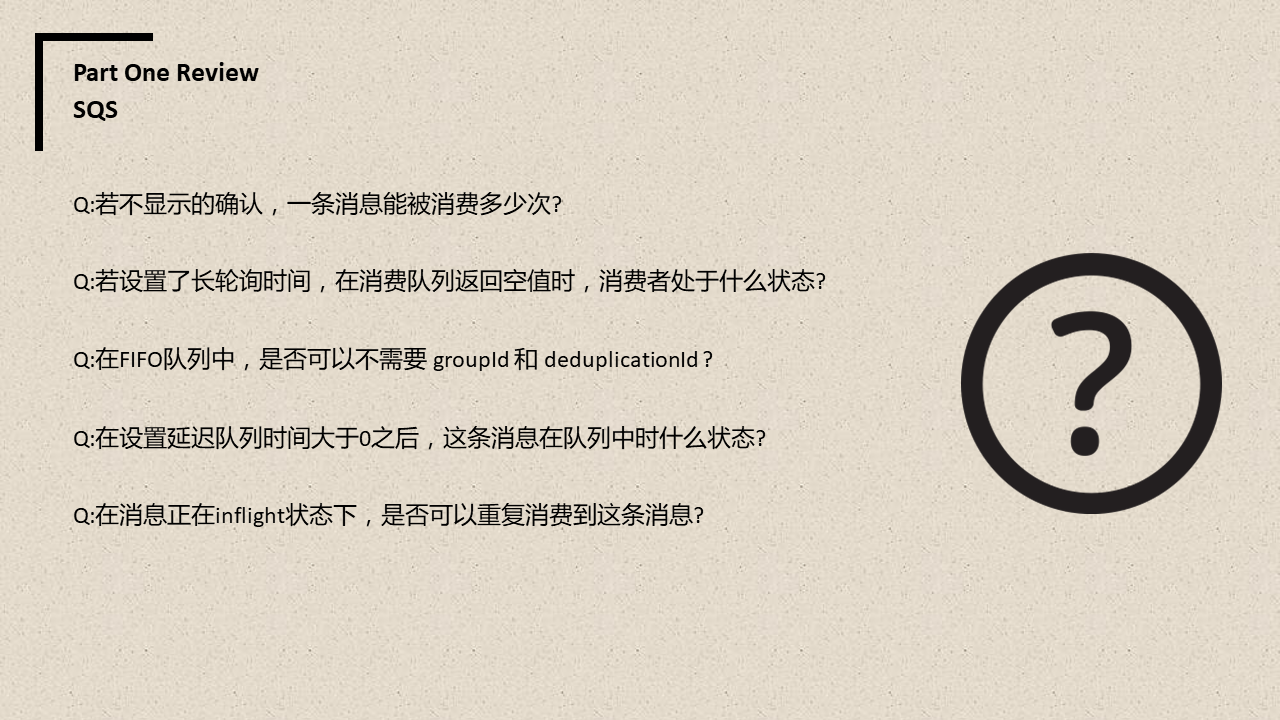 Part One Review
SQS
Q:若不显示的确认，一条消息能被消费多少次?
Q:若设置了长轮询时间，在消费队列返回空值时，消费者处于什么状态?
Q:在FIFO队列中，是否可以不需要 groupId 和 deduplicationId ?
Q:在设置延迟队列时间大于0之后，这条消息在队列中时什么状态?
Q:在消息正在inflight状态下，是否可以重复消费到这条消息?
?